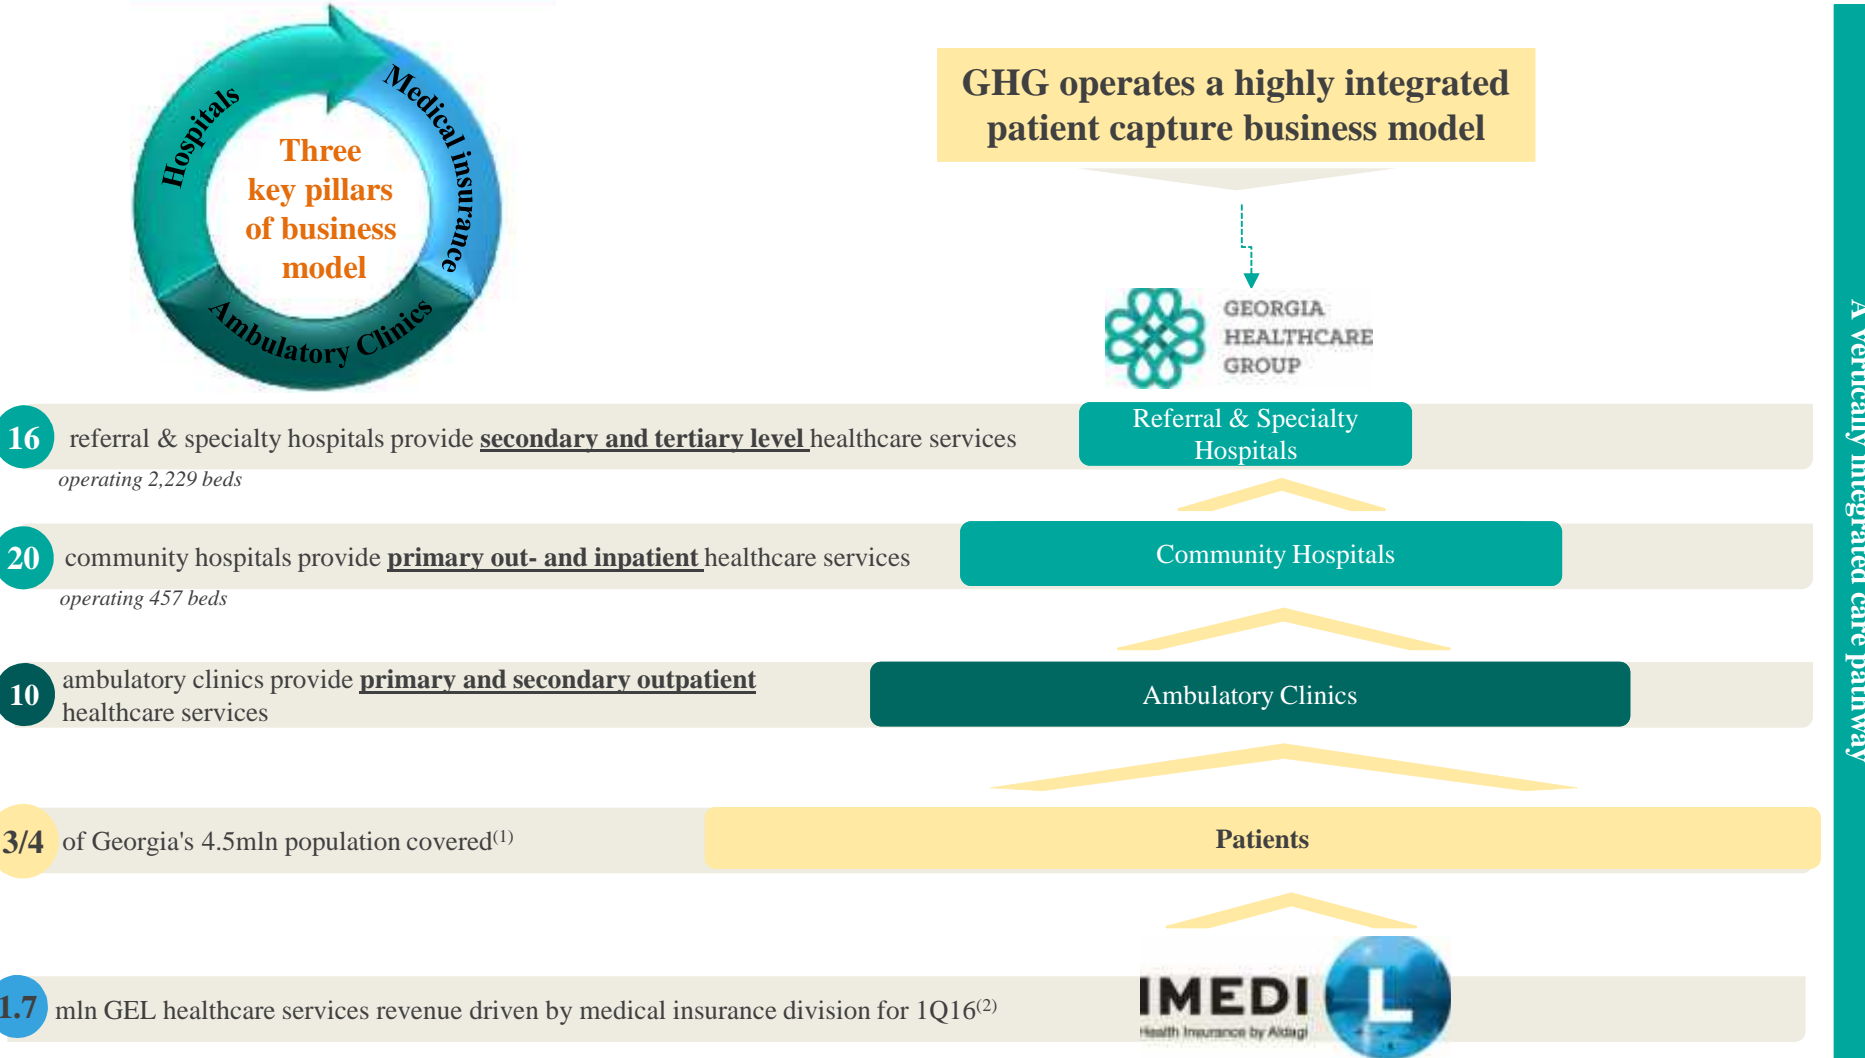 Hospitals
Medical insurance
Ambulatory Clinics
Three
key pillars
of business
model
GHG operates a highly integrated
patient capture business model
GEORGIA
HEALTHCARE
GROUP
16 referral & specialty hospitals provide secondary and tertiary level healthcare services
operating 2,229 beds
Referral & Specialty
Hospitals
20 community hospitals provide primary out- and inpatient healthcare services
operating 457 beds
Community Hospitals
10 ambulatory clinics provide primary and secondary outpatient
healthcare services
Ambulatory Clinics
3/4 of Georgia's 4.5mln population covered(1)
Patients
1.7 mln GEL healthcare services revenue driven by medical insurance division for 1Q16(2)
IMEDI L
Health Insurance by Aldagi
A vertically integrated care pathway